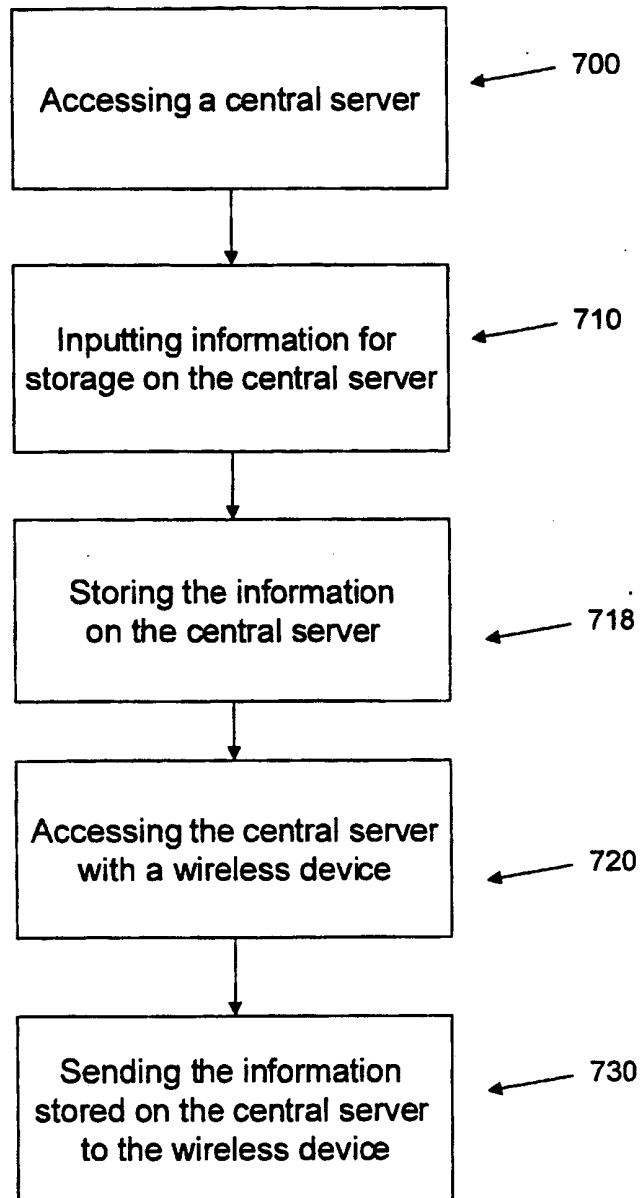 Accessing a central server
700
Inputting information for
storage on the central server
710
Storing the information
on the central server
718
Accessing the central server
with a wireless device
720
Sending the information
stored on the central server
to the wireless device
730